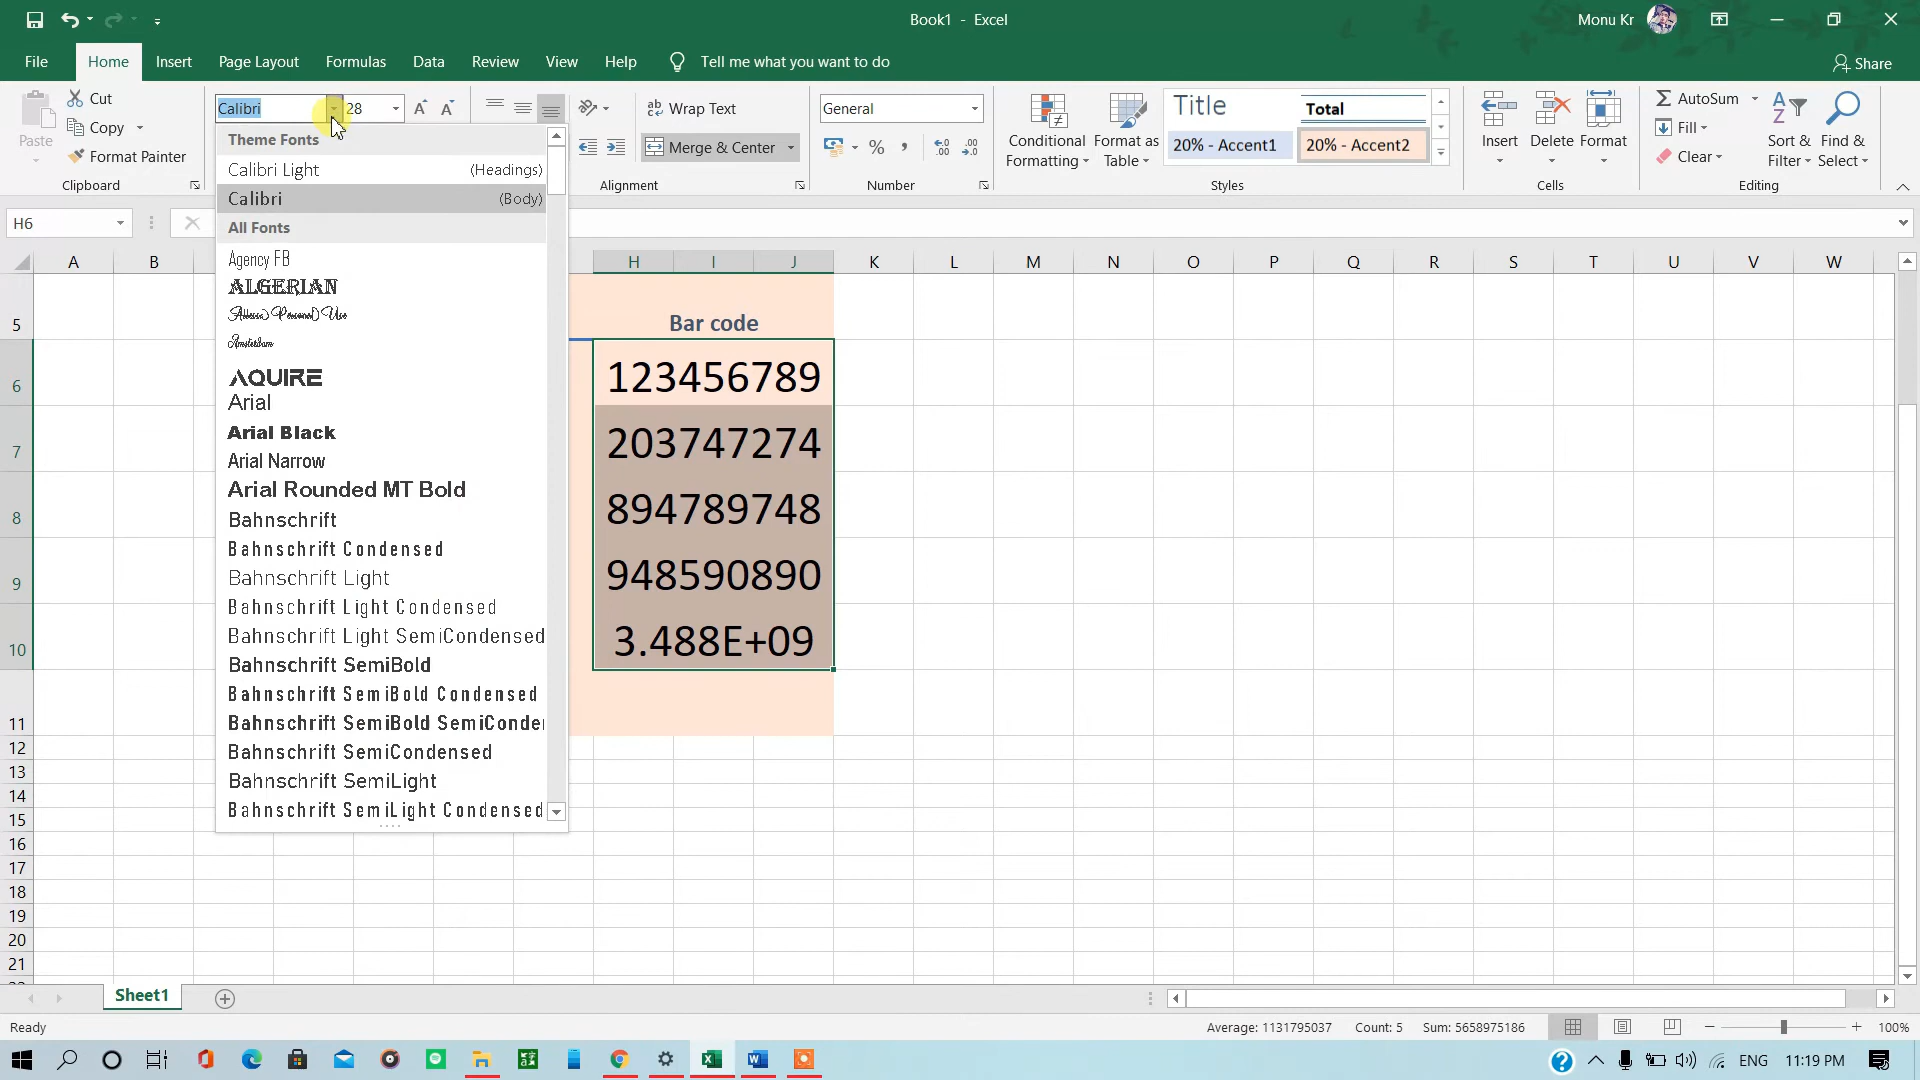 Book1 - Excel
Monu Kr
File Home Insert Page Layout Formulas Data Review View Help Tell me what you want to do Share
Paste
Cut
Copy
Format Painter
Clipboard
Calibri 28
Wrap Text
Merge & Center
Alignment
General
% ,
Number
Conditional Formatting
Format as Table
Title Total
20% - Accent1 20% - Accent2
Styles
Insert Delete Format
Cells
AutoSum
Fill
Clear
Sort & Filter
Find & Select
Editing
H6
Theme Fonts
Calibri Light (Headings)
Calibri (Body)
All Fonts
Agency FB
ALGERIAN
Amsterdam
AQUIRE
Arial
Arial Black
Arial Narrow
Arial Rounded MT Bold
Bahnschrift
Bahnschrift Condensed
Bahnschrift Light
Bahnschrift Light Condensed
Bahnschrift Light SemiCondensed
Bahnschrift SemiBold
Bahnschrift SemiBold Condensed
Bahnschrift SemiBold SemiConde
Bahnschrift SemiCondensed
Bahnschrift SemiLight
Bahnschrift SemiLight Condensed
A B H I J K L M N O P Q R S T U V W
5 Bar code
6 123456789
7 203747274
8 894789748
9 948590890
10 3.488E+09
11
12
13
14
15
16
17
18
19
20
21
Sheet1
Ready Average: 1131795037 Count: 5 Sum: 5658975186 100%
ENG 11:19 PM